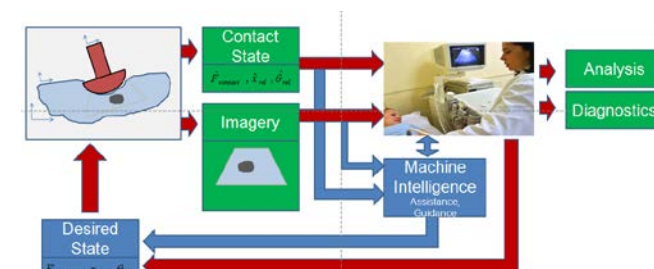 Contact
State
Analysis
Diagnostics
Imagery
Machine
Intelligence
Assistance,
Guidance
Desired
State